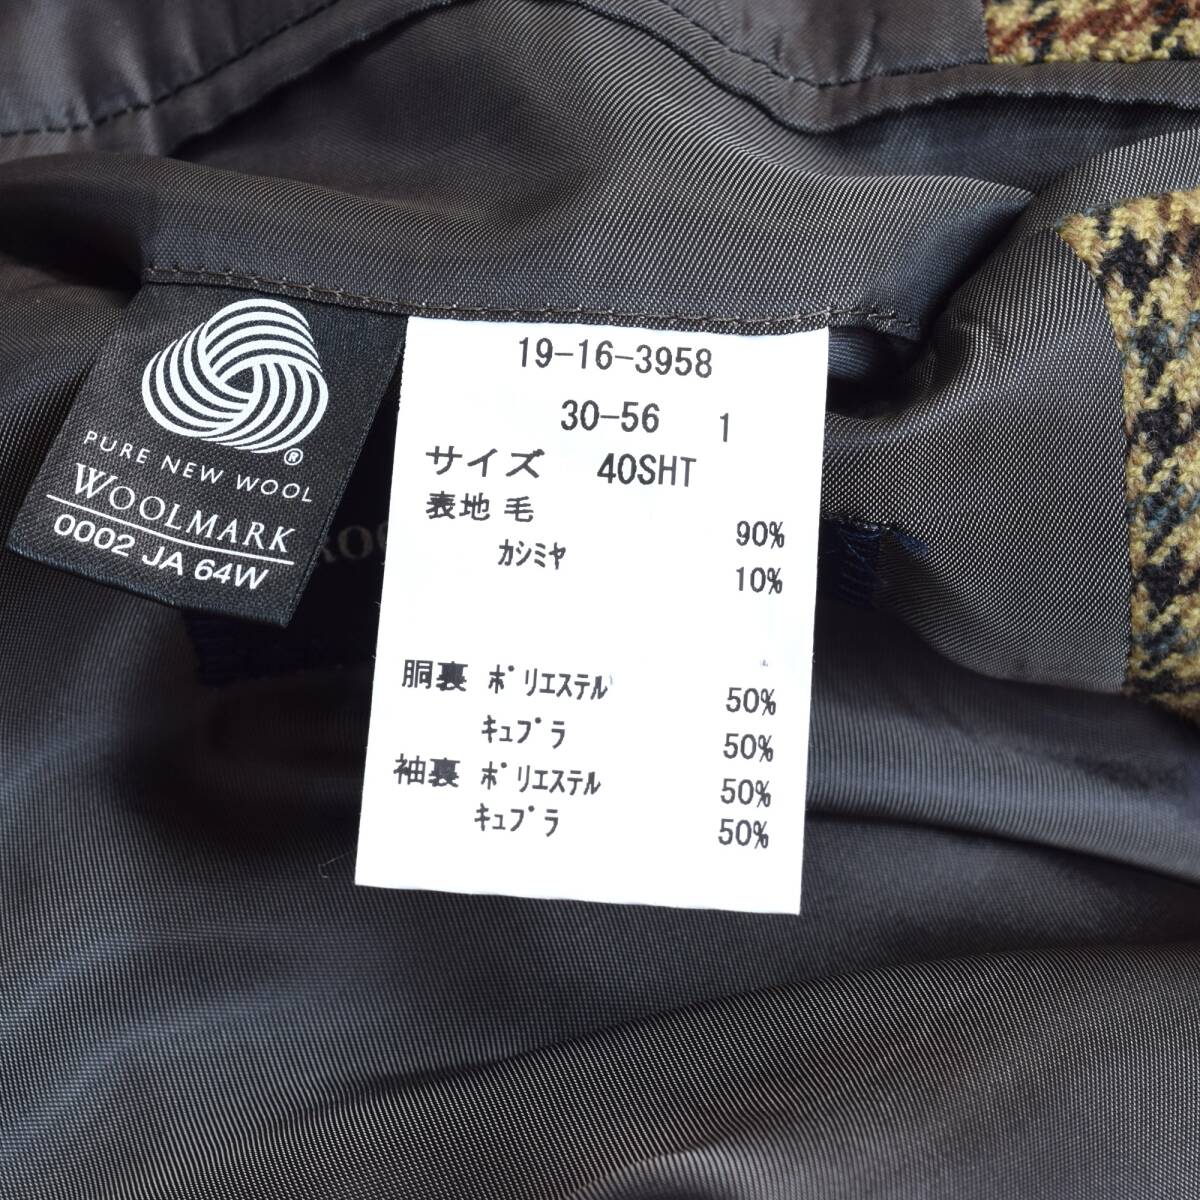 PURE NEW WOOL
WOOLMARK
0002 JA 64W
19-16-3958
30-56 1
サイズ 40SHT
表地 毛 90%
カシミヤ 10%
胴裏 ポリエステル 50%
キュプラ 50%
袖裏 ポリエステル 50%
キュプラ 50%